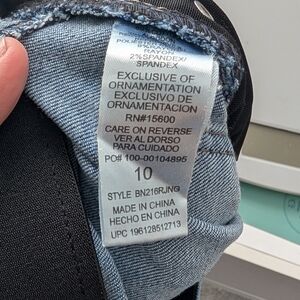 RAYON
2%SPANDEX/
SPANDEX
EXCLUSIVE OF
ORNAMENTATION
EXCLUSIVO DE
ORNAMENTACION
RN#15600
CARE ON REVERSE
VER AL DORSO
PARA CUIDADO
PO# 100-00104895
10
STYLE BN216RJNG
MADE IN CHINA
HECHO EN CHINA
UPC 196128512713